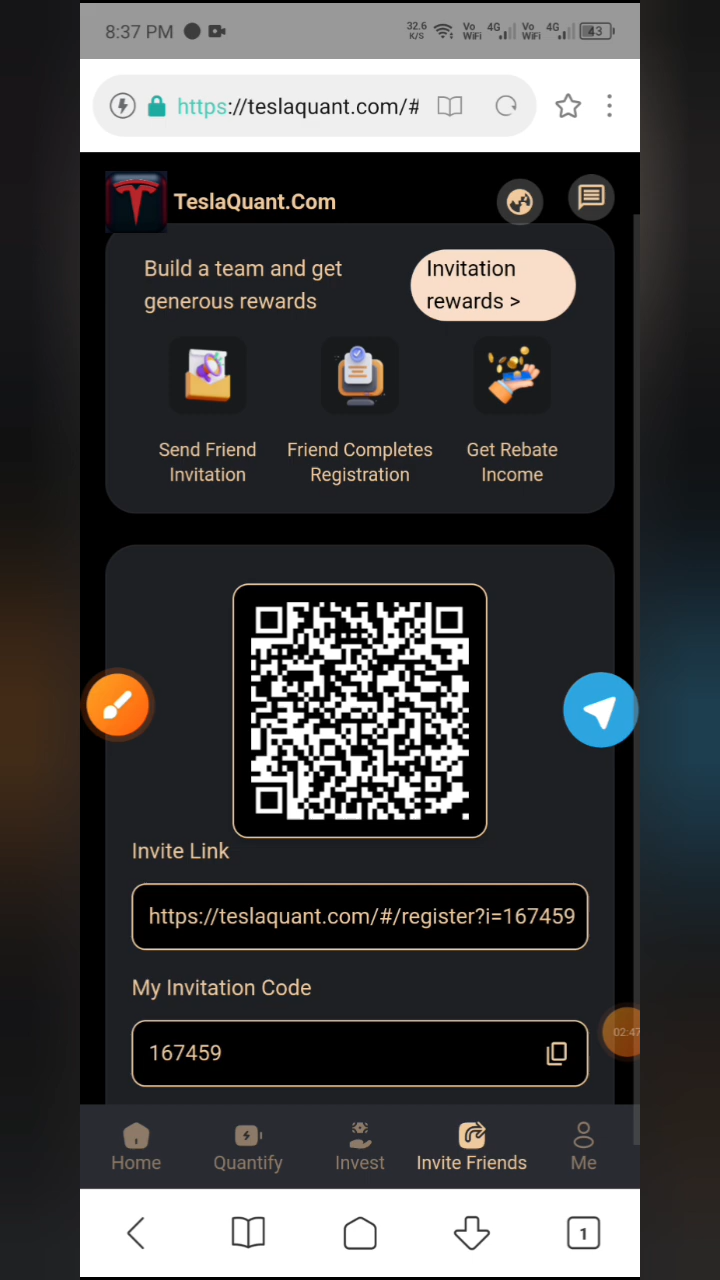 8:37 PM 32.6 K/S Vo WiFi 4G Vo WiFi 4G 43
https://teslaquant.com/#
TeslaQuant.Com
Build a team and get
generous rewards
Invitation
rewards >
Send Friend
Invitation
Friend Completes
Registration
Get Rebate
Income
Invite Link
https://teslaquant.com/#/register?i=167459
My Invitation Code
167459
02:47
Home Quantify Invest Invite Friends Me
1